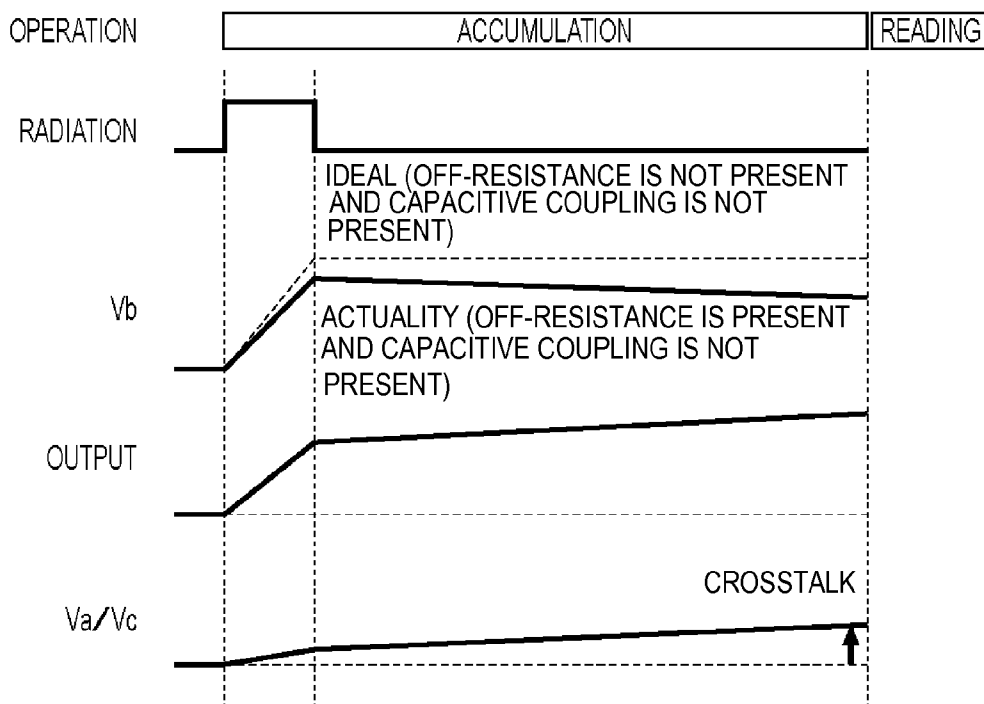 OPERATION
ACCUMULATION
READING
RADIATION
IDEAL (OFF-RESISTANCE IS NOT PRESENT
AND CAPACITIVE COUPLING IS NOT
PRESENT)
Vb
ACTUALITY (OFF-RESISTANCE IS PRESENT
AND CAPACITIVE COUPLING IS NOT
PRESENT)
OUTPUT
CROSSTALK
Va/Vc